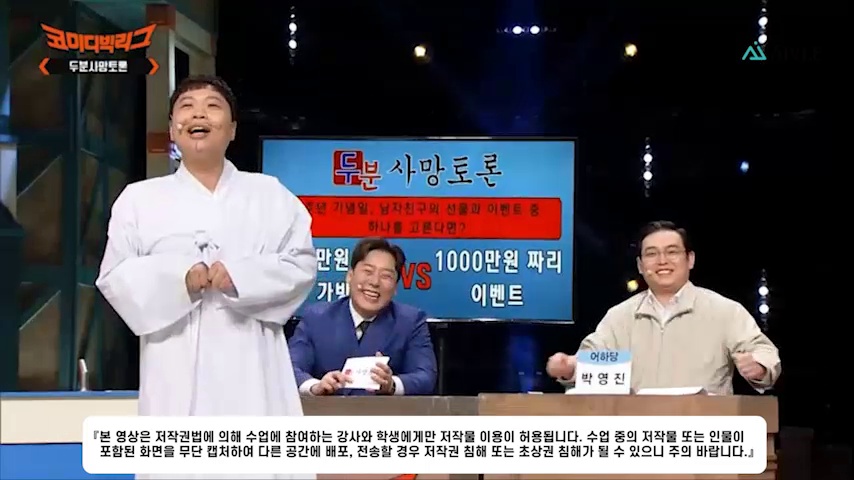 코미디빅리그
두분사망토론
두분 사망토론
기념일, 남자친구의 선물과 이벤트 중
하나를 고른다면?
만원
VS
1000만원 짜리
이벤트
어하당
박영진
『본 영상은 저작권법에 의해 수업에 참여하는 강사와 학생에게만 저작물 이용이 허용됩니다. 수업 중의 저작물 또는 인물이
포함된 화면을 무단 캡처하여 다른 공간에 배포, 전송할 경우 저작권 침해 또는 초상권 침해가 될 수 있으니 주의 바랍니다.』